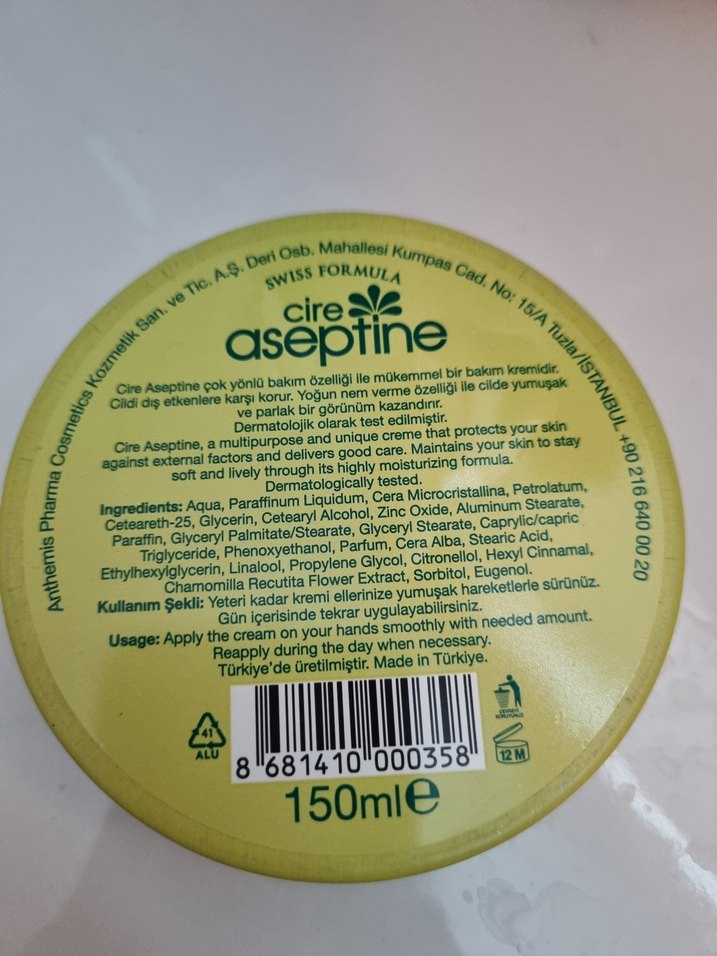 Anthemis Pharma Cosmetics Kozmetik San. ve Tic. A.Ş. Deri Osb. Mahallesi Kumpas Cad. No: 15/A Tuzla/İSTANBUL +90 216 640 00 20
SWISS FORMULA
cire
aseptine
Cire Aseptine çok yönlü bakım özelliği ile mükemmel bir bakım kremidir.
Cildi dış etkenlere karşı korur. Yoğun nem verme özelliği ile cilde yumuşak
ve parlak bir görünüm kazandırır.
Dermatolojik olarak test edilmiştir.
Cire Aseptine, a multipurpose and unique creme that protects your skin
against external factors and delivers good care. Maintains your skin to stay
soft and lively through its highly moisturizing formula.
Dermatologically tested.
Ingredients: Aqua, Paraffinum Liquidum, Cera Microcristallina, Petrolatum,
Ceteareth-25, Glycerin, Cetearyl Alcohol, Zinc Oxide, Aluminum Stearate,
Paraffin, Glyceryl Palmitate/Stearate, Glyceryl Stearate, Caprylic/capric
Triglyceride, Phenoxyethanol, Parfum, Cera Alba, Stearic Acid,
Ethylhexylglycerin, Linalool, Propylene Glycol, Citronellol, Hexyl Cinnamal,
Chamomilla Recutita Flower Extract, Sorbitol, Eugenol.
Kullanım Şekli: Yeteri kadar kremi ellerinize yumuşak hareketlerle sürünüz.
Gün içerisinde tekrar uygulayabilirsiniz.
Usage: Apply the cream on your hands smoothly with needed amount.
Reapply during the day when necessary.
Türkiye'de üretilmiştir. Made in Türkiye.
41
ALU
8 681410 000358
ÇEVREYİ
KORUYUNUZ
12 M
150ml e